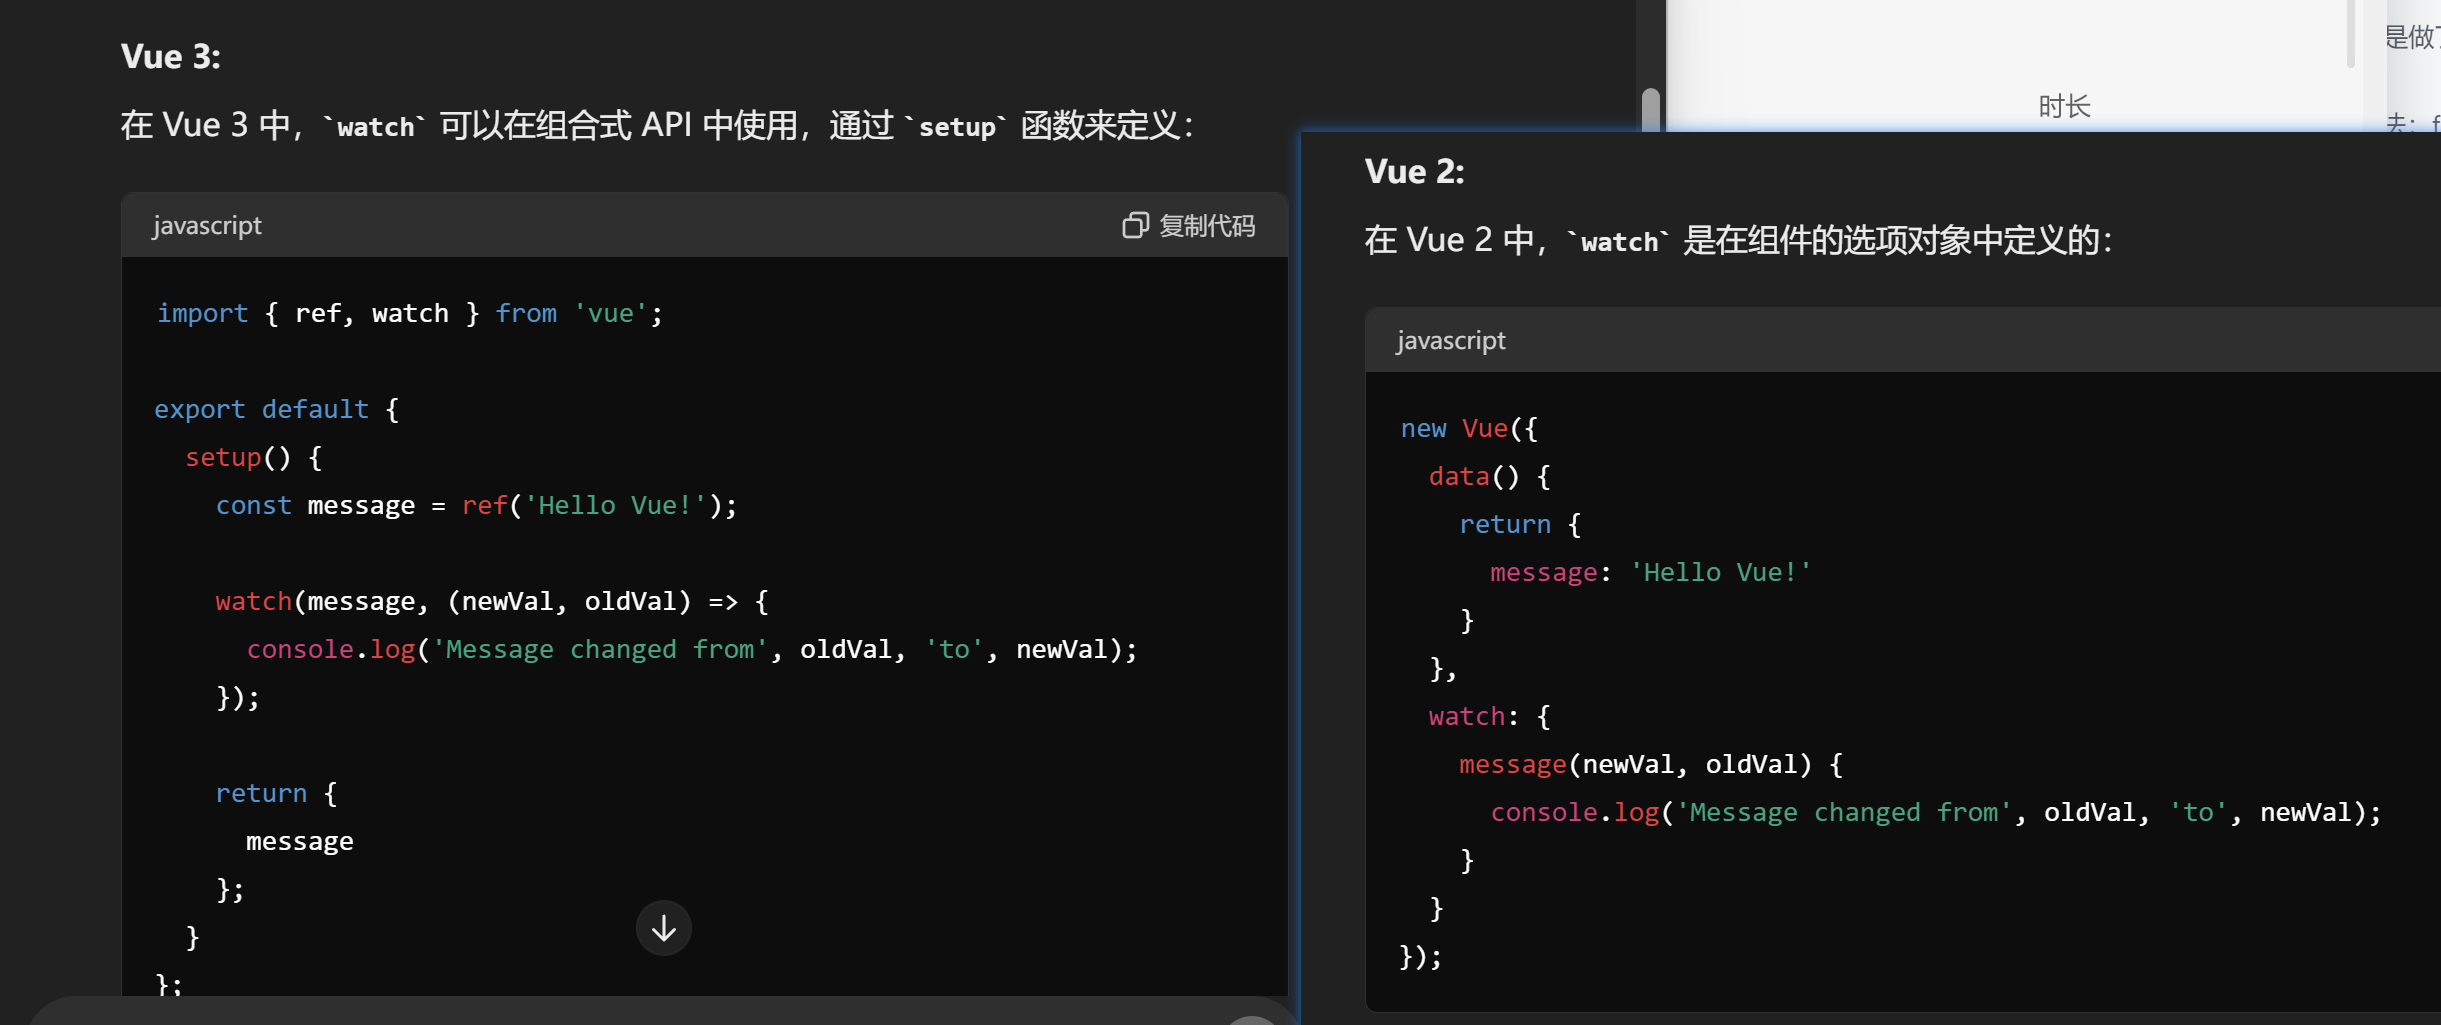 Vue 3:
在 Vue 3 中，`watch` 可以在组合式 API 中使用，通过 `setup` 函数来定义：
javascript
复制代码
import { ref, watch } from 'vue';
export default {
  setup() {
    const message = ref('Hello Vue!');
    watch(message, (newVal, oldVal) => {
      console.log('Message changed from', oldVal, 'to', newVal);
    });
    return {
      message
    };
  }
};
时长
是做
法：f
Vue 2:
在 Vue 2 中，`watch` 是在组件的选项对象中定义的：
javascript
new Vue({
  data() {
    return {
      message: 'Hello Vue!'
    }
  },
  watch: {
    message(newVal, oldVal) {
      console.log('Message changed from', oldVal, 'to', newVal);
    }
  }
});